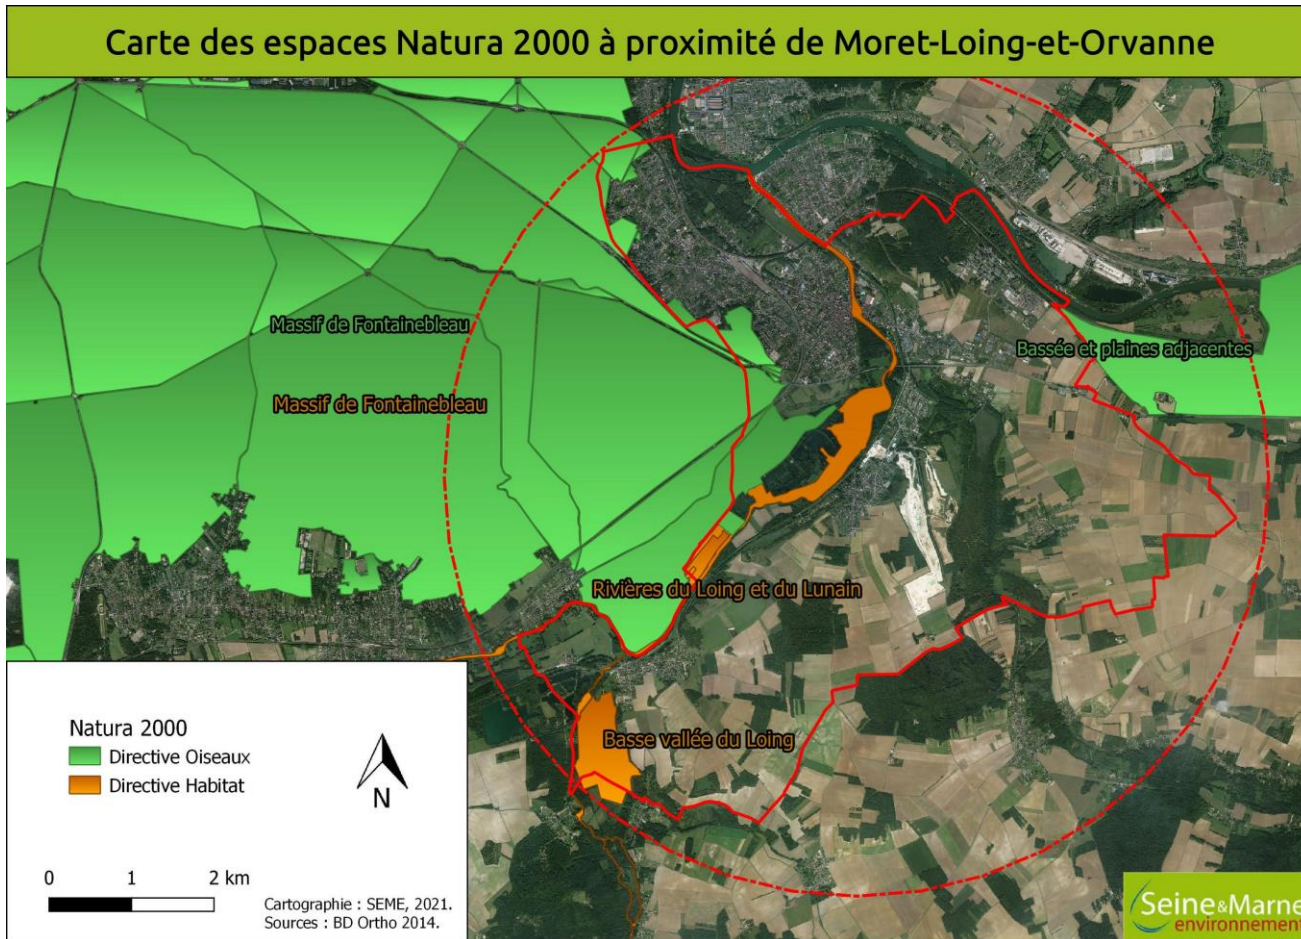 Carte des espaces Natura 2000 à proximité de Moret-Loing-et-Orvanne
Massif de Fontainebleau
Bassée et plaines adjacentes
Massif de Fontainebleau
Rivières du Loing et du Lunain
Basse vallée du Loing
Natura 2000
Directive Oiseaux
Directive Habitat
N
0 1 2 km
Cartographie : SEME, 2021.
Sources : BD Ortho 2014.
Seine&Marne
environnement